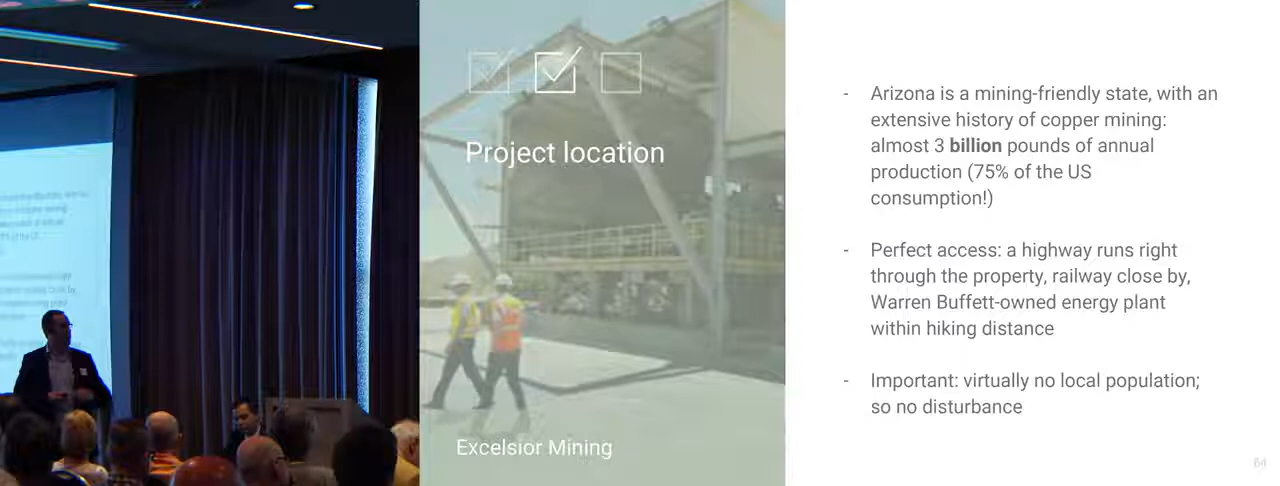 Project location
Excelsior Mining
- Arizona is a mining-friendly state, with an
extensive history of copper mining:
almost 3 billion pounds of annual
production (75% of the US
consumption!)
- Perfect access: a highway runs right
through the property, railway close by,
Warren Buffett-owned energy plant
within hiking distance
- Important: virtually no local population;
so no disturbance
64